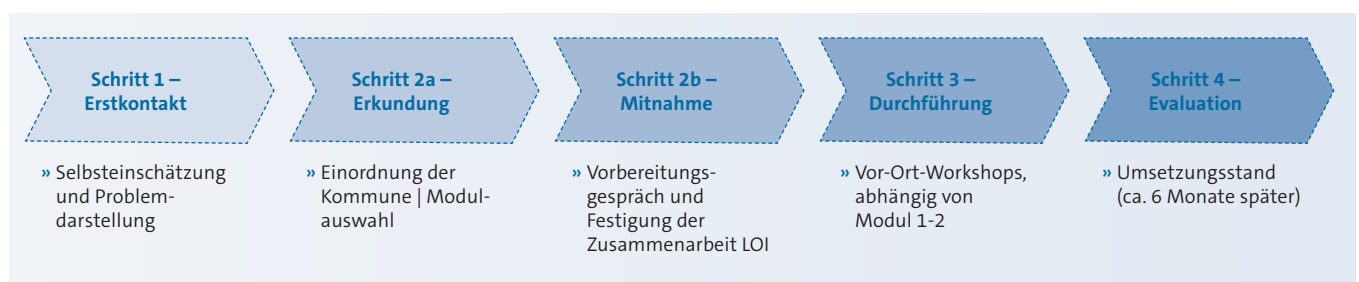 Schritt 1 –
Erstkontakt
» Selbsteinschätzung
und Problem-
darstellung
Schritt 2a –
Erkundung
» Einordnung der
Kommune | Modul-
auswahl
Schritt 2b –
Mitnahme
» Vorbereitungs-
gespräch und
Festigung der
Zusammenarbeit LOI
Schritt 3 –
Durchführung
» Vor-Ort-Workshops,
abhängig von
Modul 1-2
Schritt 4 –
Evaluation
» Umsetzungsstand
(ca. 6 Monate später)